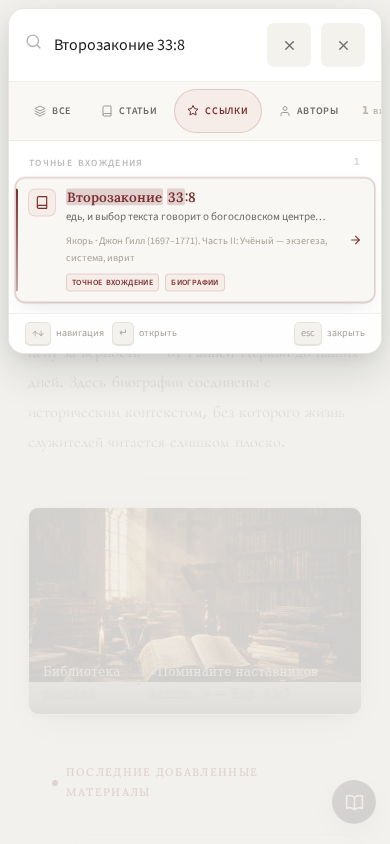 Второзаконие 33:8
ВСЕ СТАТЬИ ССЫЛКИ АВТОРЫ 1
ТОЧНЫЕ ВХОЖДЕНИЯ 1
Второзаконие 33:8
едь, и выбор текста говорит о богословском центре…
Якорь · Джон Гилл (1697–1771). Часть II: Учёный — экзегеза,
система, иврит
ТОЧНОЕ ВХОЖДЕНИЕ БИОГРАФИИ
↑↓ навигация ↵ открыть esc закрыть
дней. Здесь биографии соединены с
историческим контекстом, без которого жизнь
служителей читается слишком плоско.
Библиотека Поминайте наставников
ПОСЛЕДНИЕ ДОБАВЛЕННЫЕ
МАТЕРИАЛЫ